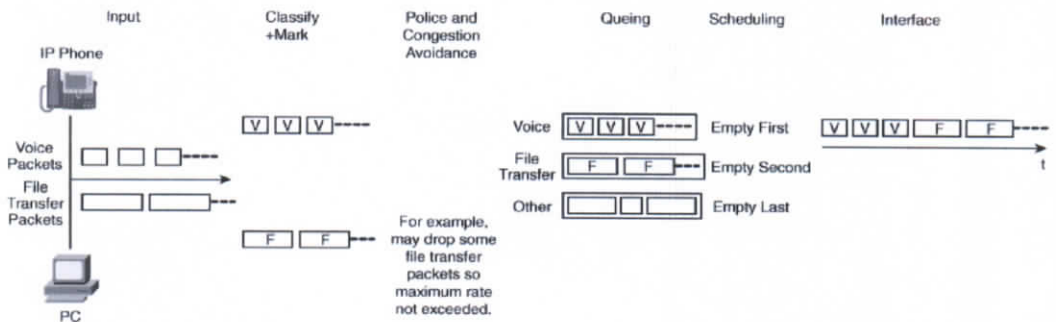 Input
Classify
+Mark
Police and
Congestion
Avoidance
Queing
Scheduling
Interface
IP Phone
Voice
Packets
File
Transfer
Packets
PC
V V V
F F
For example,
may drop some
file transfer
packets so
maximum rate
not exceeded.
Voice
V V V
Empty First
File
Transfer
F F
Empty Second
Other
Empty Last
V V V F F
t